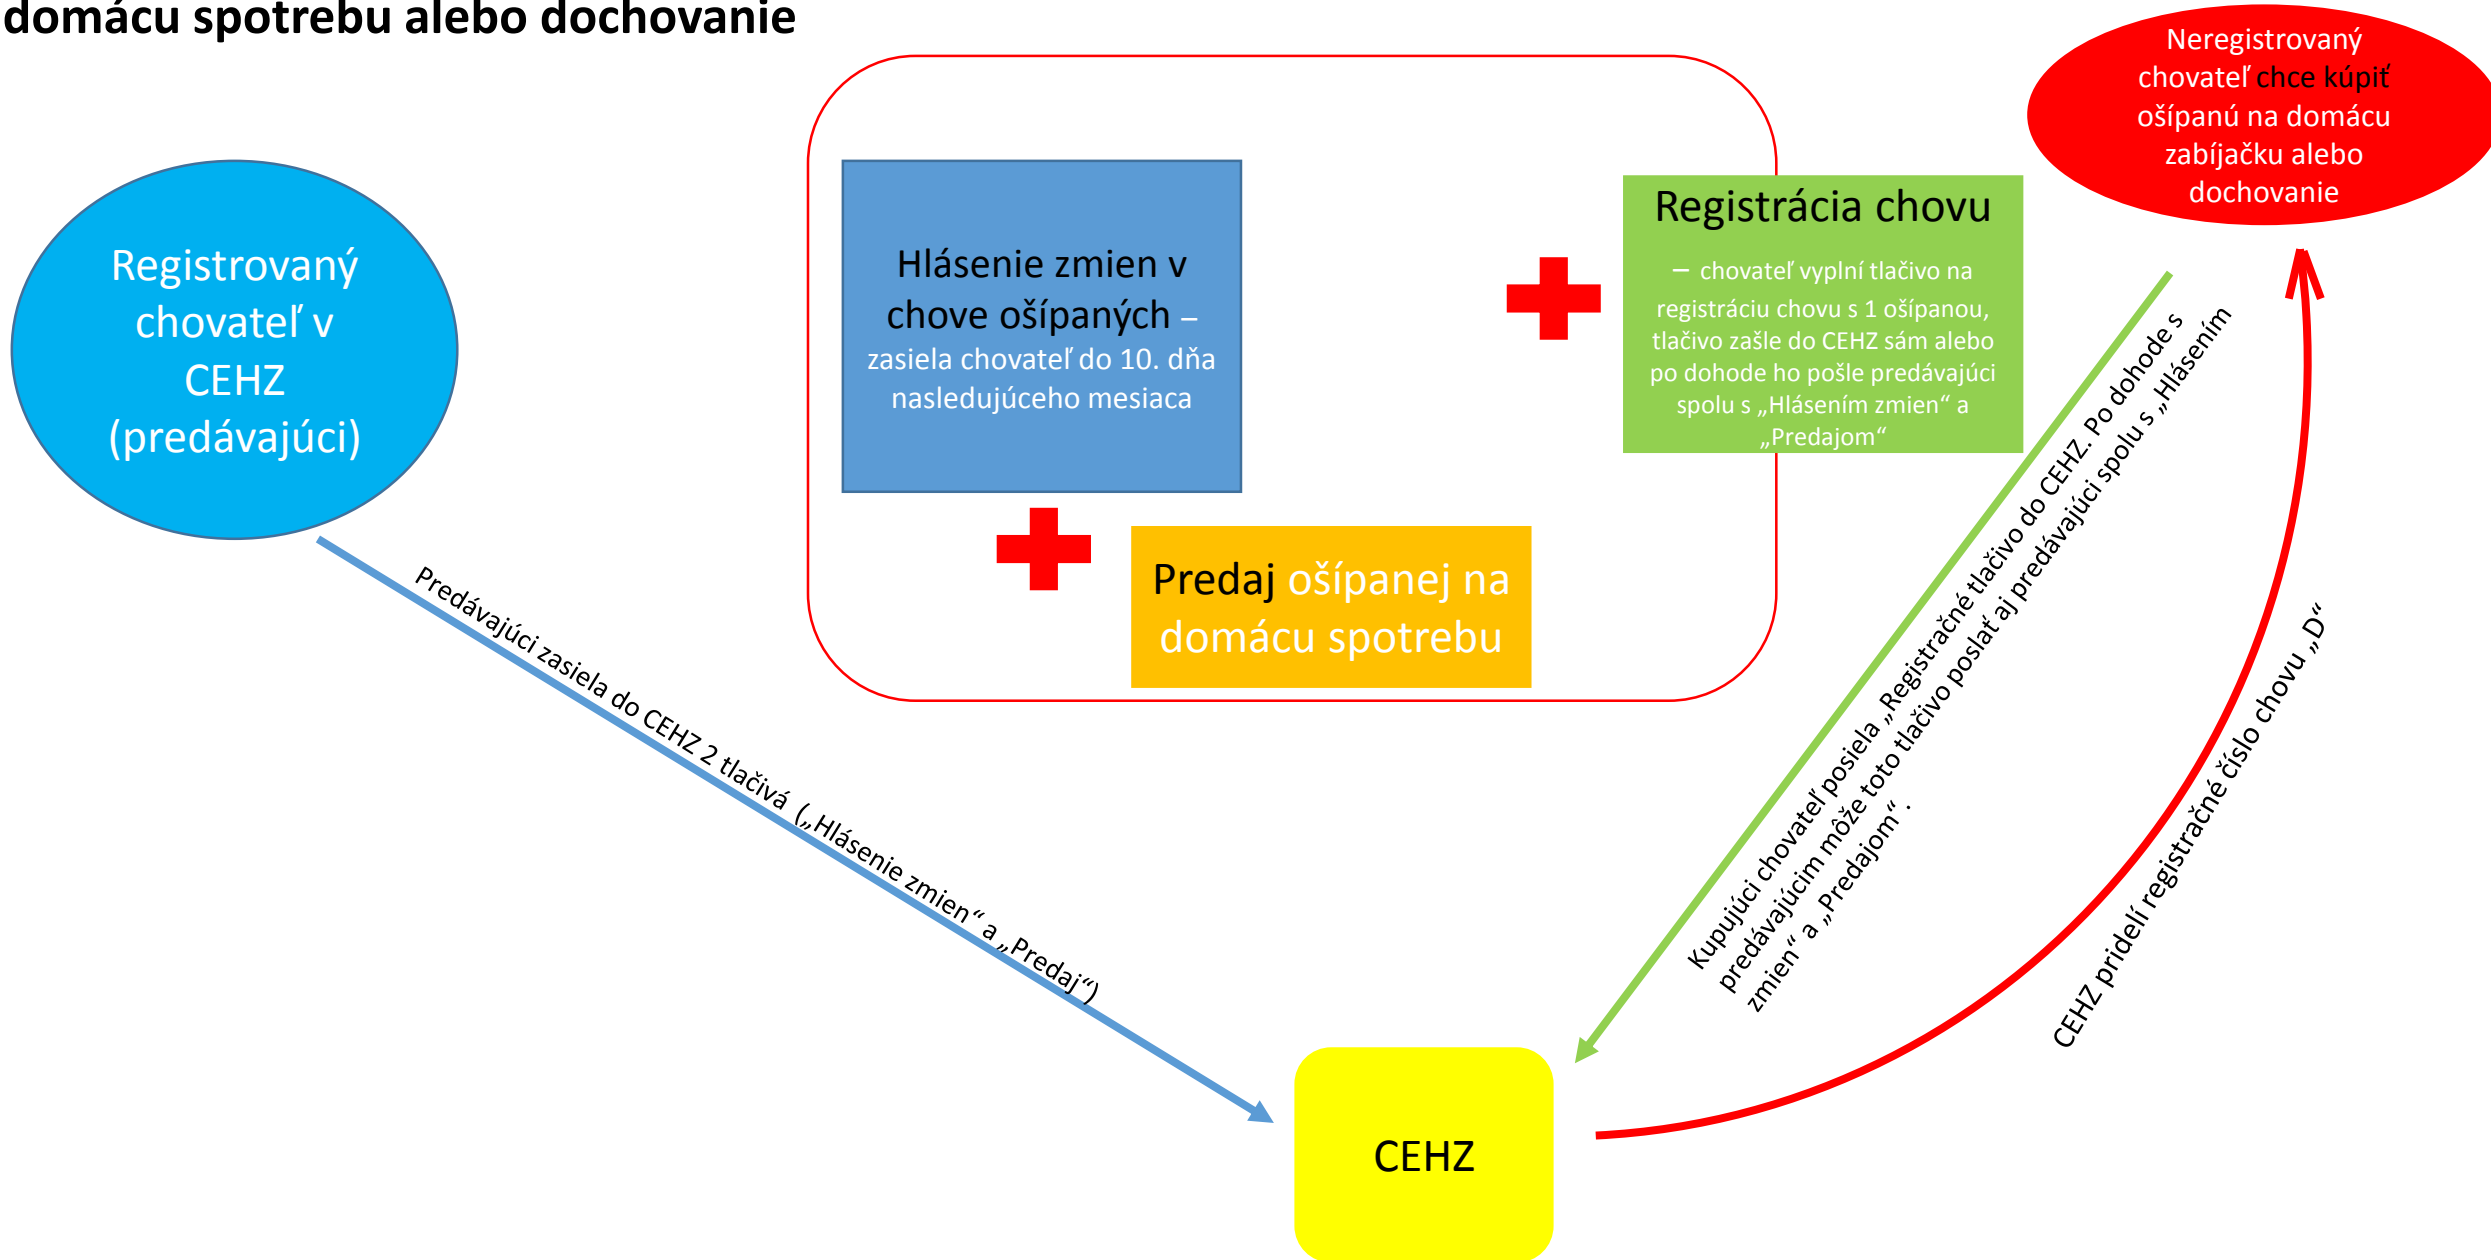 domácu spotrebu alebo dochovanie
Neregistrovaný
chovateľ chce kúpiť
ošípanú na domácu
zabíjačku alebo
dochovanie
Registrovaný
chovateľ v
CEHZ
(predávajúci)
Hlásenie zmien v
chove ošípaných –
zasiela chovateľ do 10. dňa
nasledujúceho mesiaca
Registrácia chovu
– chovateľ vyplní tlačivo na
registráciu chovu s 1 ošípanou,
tlačivo zašle do CEHZ sám alebo
po dohode ho pošle predávajúci
spolu s „Hlásením zmien“ a
„Predajom“
Predaj ošípanej na
domácu spotrebu
Predávajúci zasiela do CEHZ 2 tlačivá („Hlásenie zmien“ a „Predaj“)
Kupujúci chovateľ posiela „Registračné tlačivo do CEHZ. Po dohode s
predávajúcim môže toto tlačivo poslať aj predávajúci spolu s „Hlásením
zmien“ a „Predajom“.
CEHZ pridelí registračné číslo chovu „D“
CEHZ